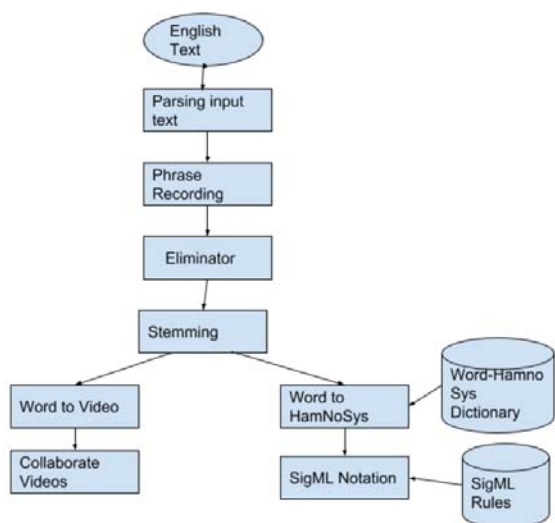 English
Text
Parsing input
text
Phrase
Recording
Eliminator
Stemming
Word to Video
Word to
HamNoSys
Word-Hamno
Sys
Dictionary
Collaborate
Videos
SigML Notation
SigML
Rules